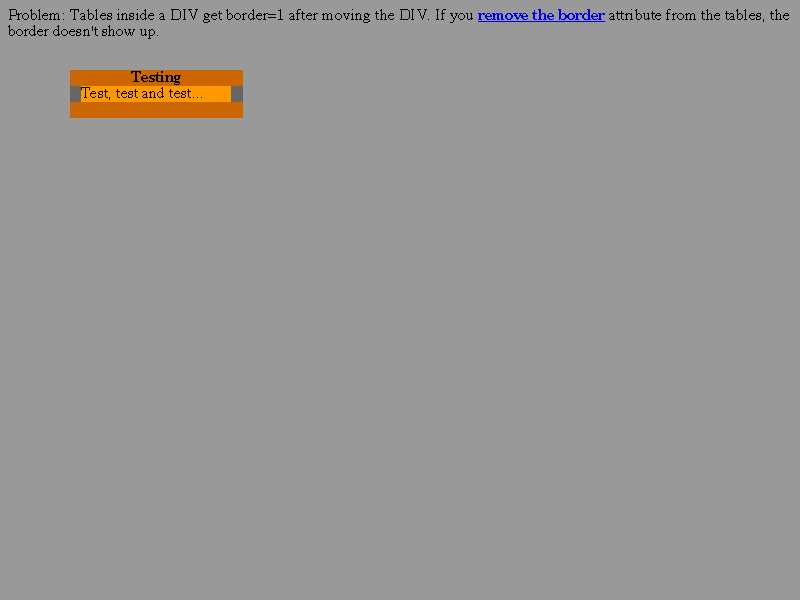 Problem: Tables inside a DIV get border=1 after moving the DIV. If you remove the border attribute from the tables, the
border doesn't show up.
Testing
Test, test and test...